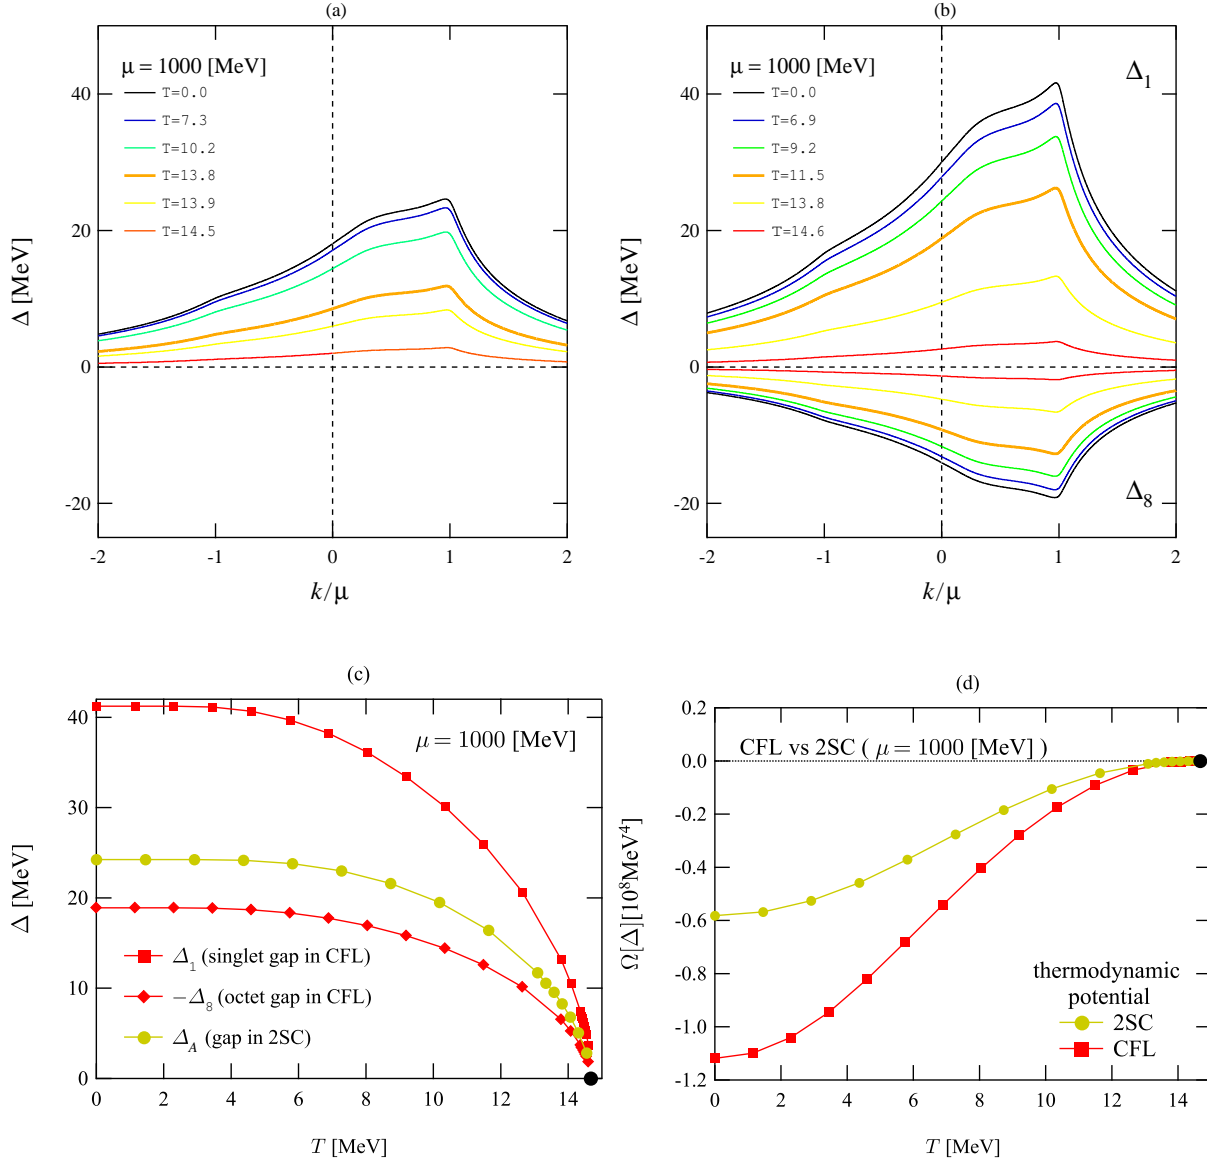 (a)
μ = 1000 [MeV]
T=0.0
T=7.3
T=10.2
T=13.8
T=13.9
T=14.5
40
20
0
-20
Δ [MeV]
-2 -1 0 1 2
k/μ
(b)
μ = 1000 [MeV]
Δ1
T=0.0
T=6.9
T=9.2
T=11.5
T=13.8
T=14.6
40
20
0
-20
Δ [MeV]
Δ8
-2 -1 0 1 2
k/μ
(c)
μ = 1000 [MeV]
40
30
20
10
0
Δ [MeV]
Δ1 (singlet gap in CFL)
−Δ8 (octet gap in CFL)
ΔA (gap in 2SC)
0 2 4 6 8 10 12 14
T [MeV]
(d)
CFL vs 2SC ( μ = 1000 [MeV] )
0.2
0.0
-0.2
-0.4
-0.6
-0.8
-1.0
-1.2
Ω[Δ][10⁸MeV⁴]
thermodynamic
potential
2SC
CFL
0 2 4 6 8 10 12 14
T [MeV]